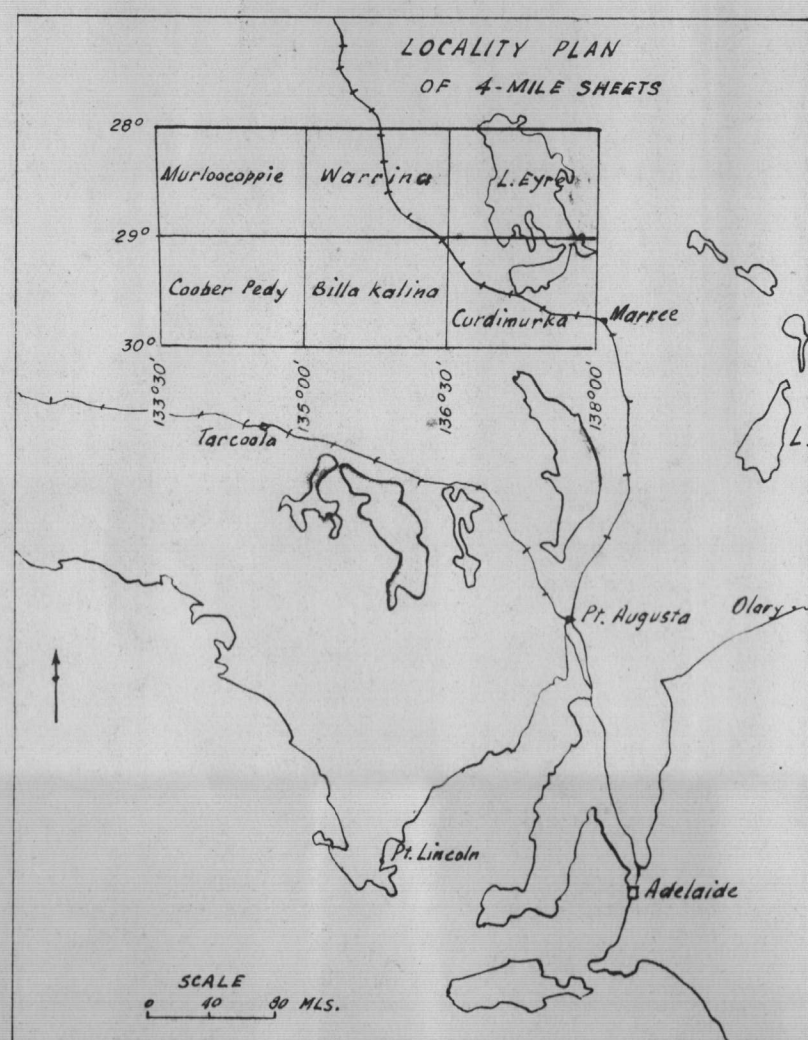 LOCALITY PLAN
OF 4-MILE SHEETS
28°
Murloocoppie
Warrina
L. Eyre
29°
Coober Pedy
Billa Kalina
Curdimurka
Marree
30°
133°30'
135°00'
136°30'
138°00'
Tarcoola
L.
Pt. Augusta
Olary
Pt. Lincoln
Adelaide
SCALE
0 40 80 MLS.